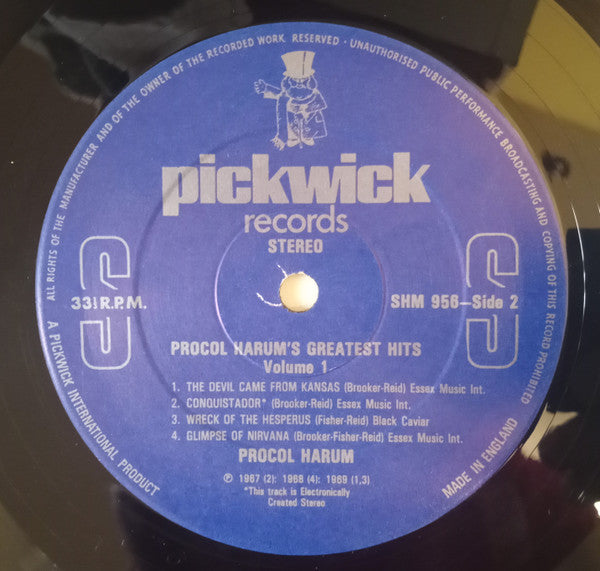 ALL RIGHTS OF THE MANUFACTURER AND OF THE OWNER OF THE RECORDED WORK RESERVED - UNAUTHORISED PUBLIC PERFORMANCE BROADCASTING AND COPYING OF THIS RECORD PROHIBITED
pickwick
records
STEREO
33⅓ R.P.M.
SHM 956—Side 2
PROCOL HARUM'S GREATEST HITS
Volume 1
1. THE DEVIL CAME FROM KANSAS (Brooker-Reid) Essex Music Int.
2. CONQUISTADOR* (Brooker-Reid) Essex Music Int.
3. WRECK OF THE HESPERUS (Fisher-Reid) Black Caviar
4. GLIMPSE OF NIRVANA (Brooker-Fisher-Reid) Essex Music Int.
PROCOL HARUM
℗ 1967 (2): 1968 (4): 1969 (1,3)
*This track is Electronically
Created Stereo
A PICKWICK INTERNATIONAL PRODUCT
MADE IN ENGLAND